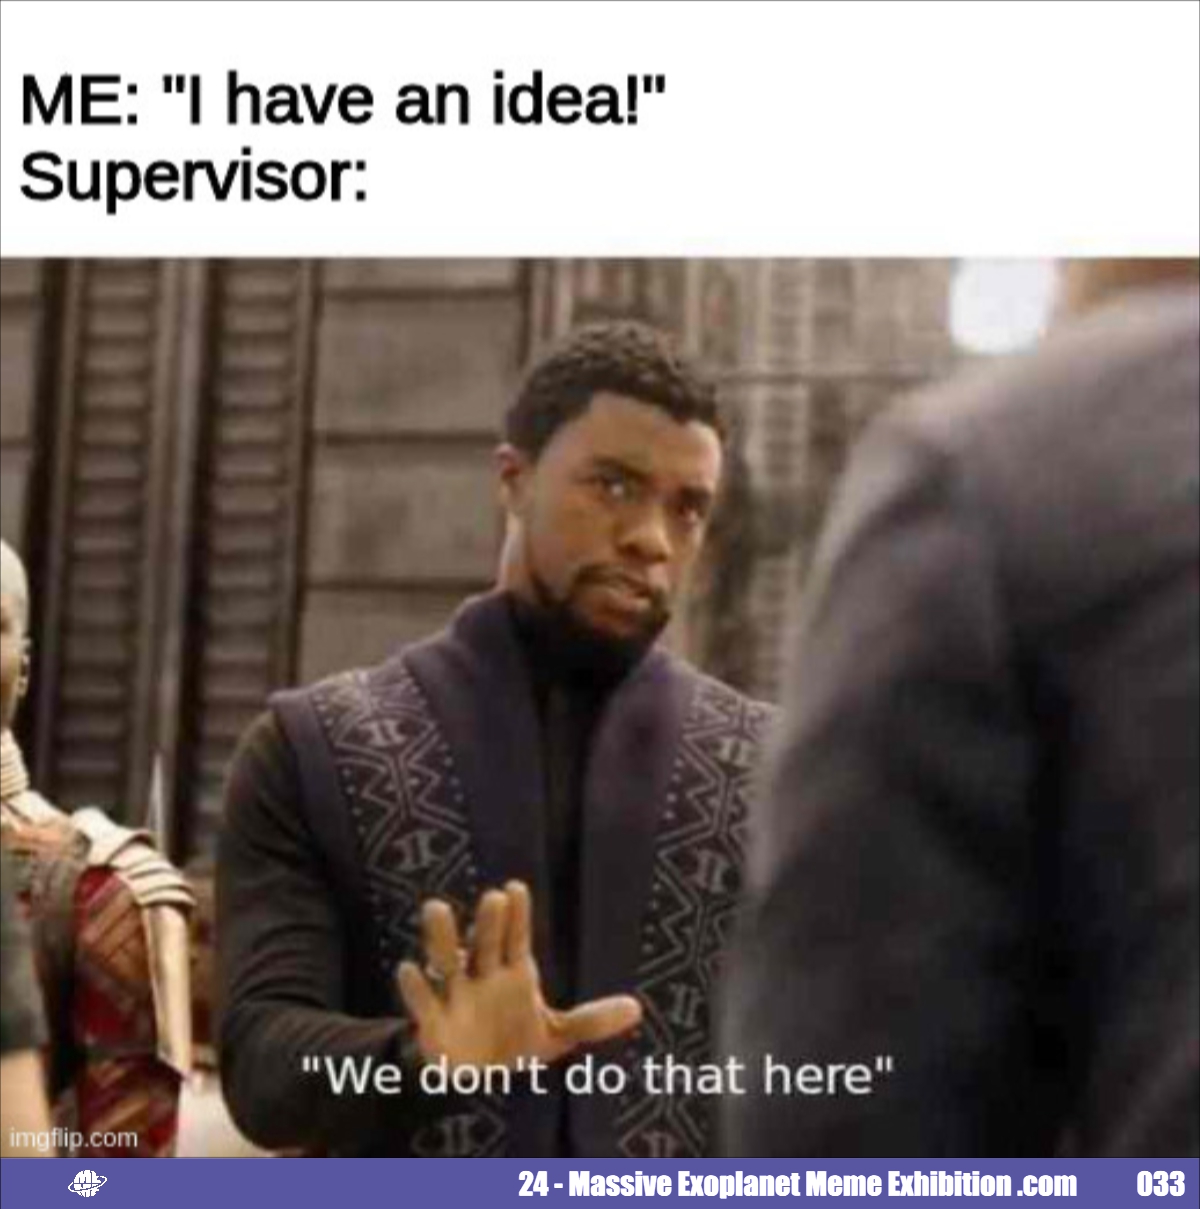 ME: "I have an idea!"
Supervisor:
"We don't do that here"
imgflip.com
24 - Massive Exoplanet Meme Exhibition .com 033